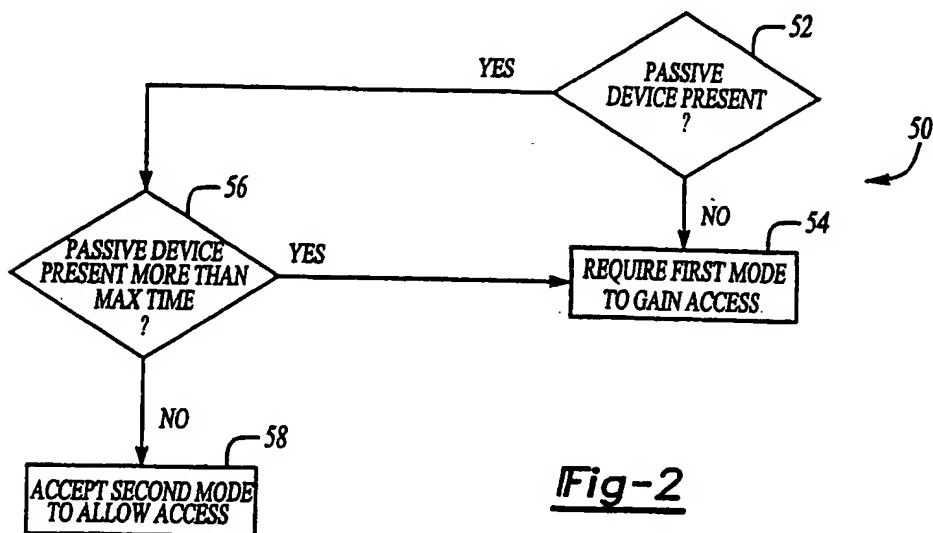 52
YES
PASSIVE
DEVICE PRESENT
?
50
56
NO
54
PASSIVE DEVICE
PRESENT MORE THAN
MAX TIME
?
YES
REQUIRE FIRST MODE
TO GAIN ACCESS
NO
58
ACCEPT SECOND MODE
TO ALLOW ACCESS
Fig-2